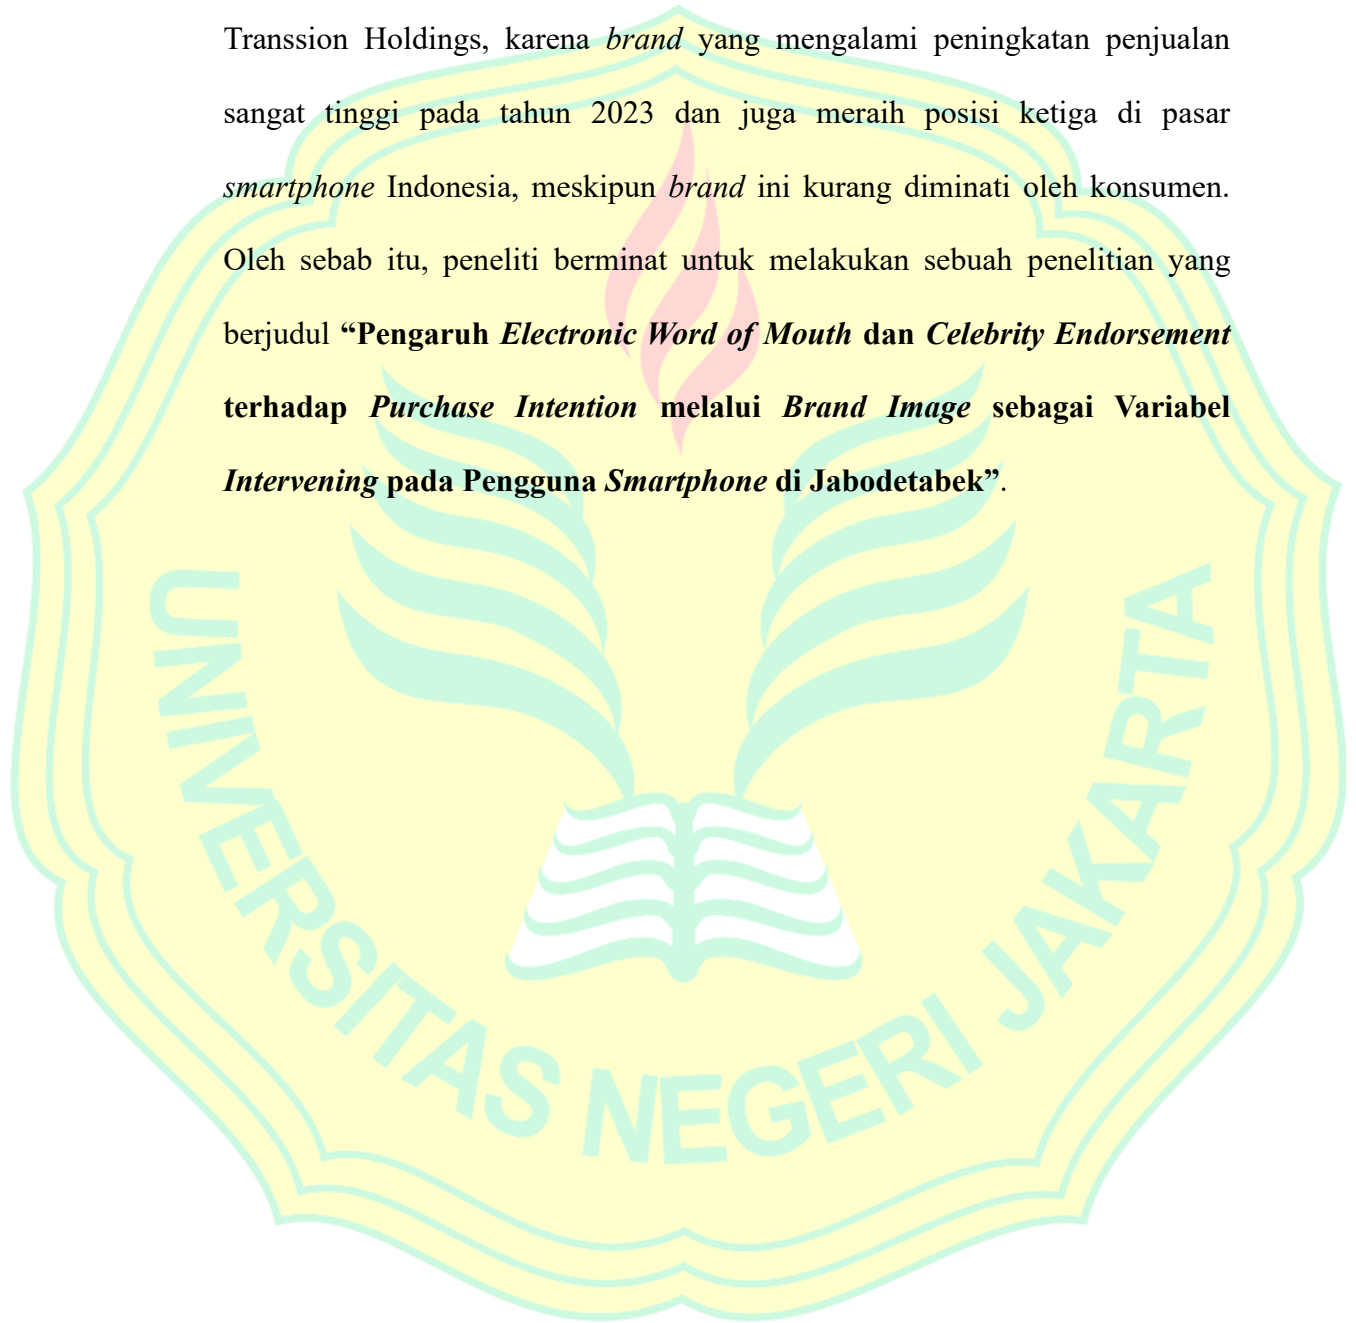 Transsion Holdings, karena brand yang mengalami peningkatan penjualan
sangat tinggi pada tahun 2023 dan juga meraih posisi ketiga di pasar
smartphone Indonesia, meskipun brand ini kurang diminati oleh konsumen.
Oleh sebab itu, peneliti berminat untuk melakukan sebuah penelitian yang
berjudul “Pengaruh Electronic Word of Mouth dan Celebrity Endorsement
terhadap Purchase Intention melalui Brand Image sebagai Variabel
Intervening pada Pengguna Smartphone di Jabodetabek”.
UNIVERSITAS NEGERI JAKARTA